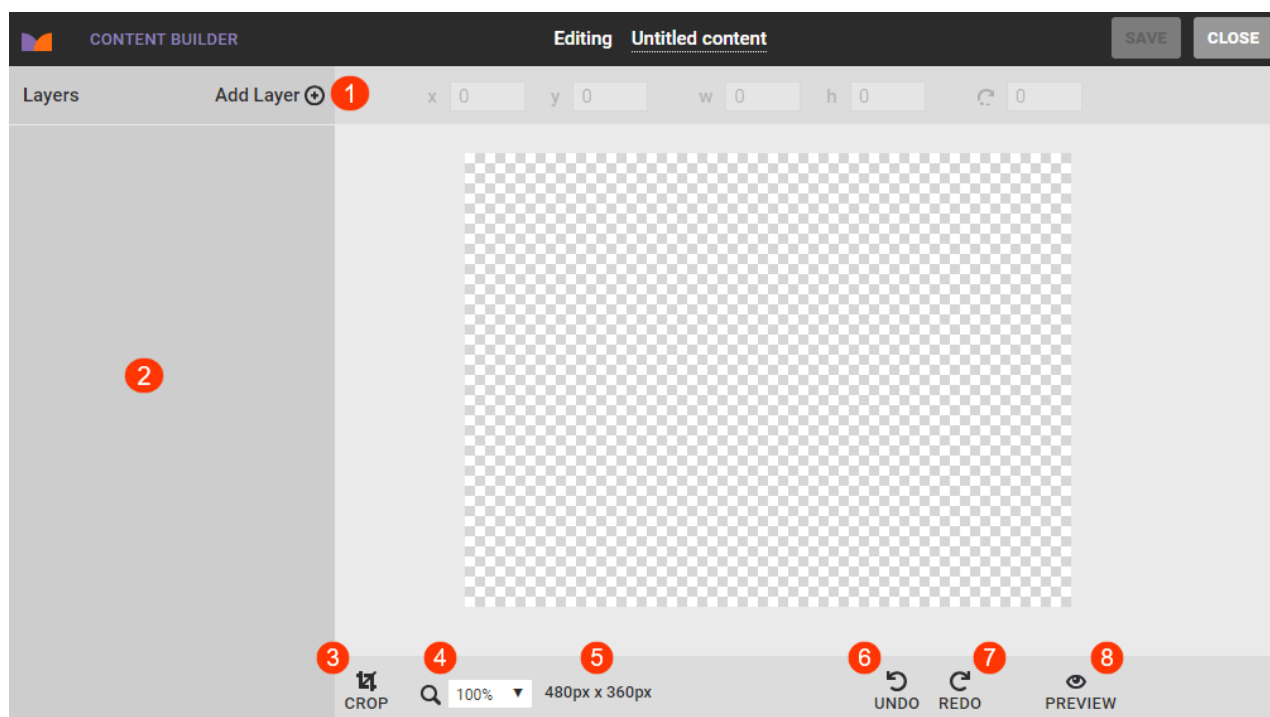 CONTENT BUILDER Editing Untitled content SAVE CLOSE
Layers Add Layer 1 x 0 y 0 w 0 h 0 0
2
3 4 5 6 7 8
100% 480px x 360px
CROP UNDO REDO PREVIEW